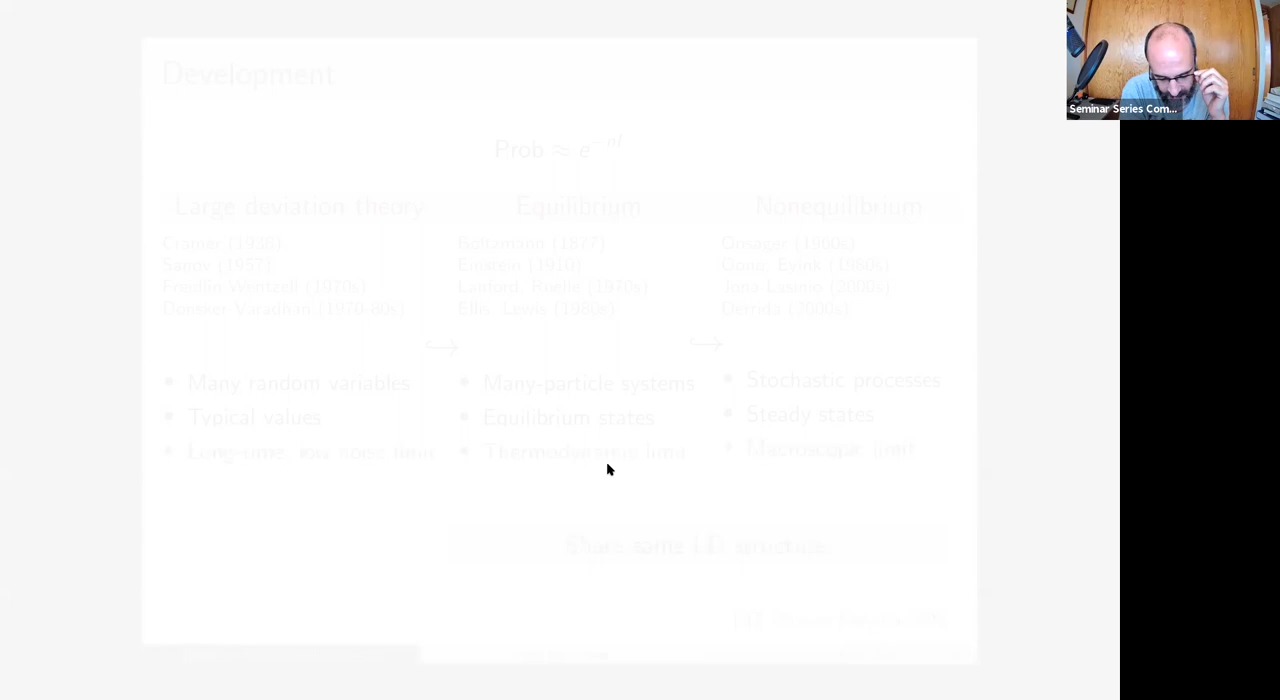 Seminar Series Com...
Development
Prob ≈ e^{-nI}
Large deviation theory
Cramér (1938)
Sanov (1957)
Freidlin-Wentzell (1970s)
Donsker-Varadhan (1970-80s)
• Many random variables
• Typical values
• Long-time, low noise limit
↪
Equilibrium
Boltzmann (1877)
Einstein (1910)
Lanford, Ruelle (1970s)
Ellis, Lewis (1980s)
• Many-particle systems
• Equilibrium states
• Thermodynamic limit
↪
Nonequilibrium
Onsager (1960s)
Eyink (1980s)
Jona-Lasinio (2000s)
Derrida (2000s)
• Stochastic processes
• Steady states
• Macroscopic limit
Share same LD structure